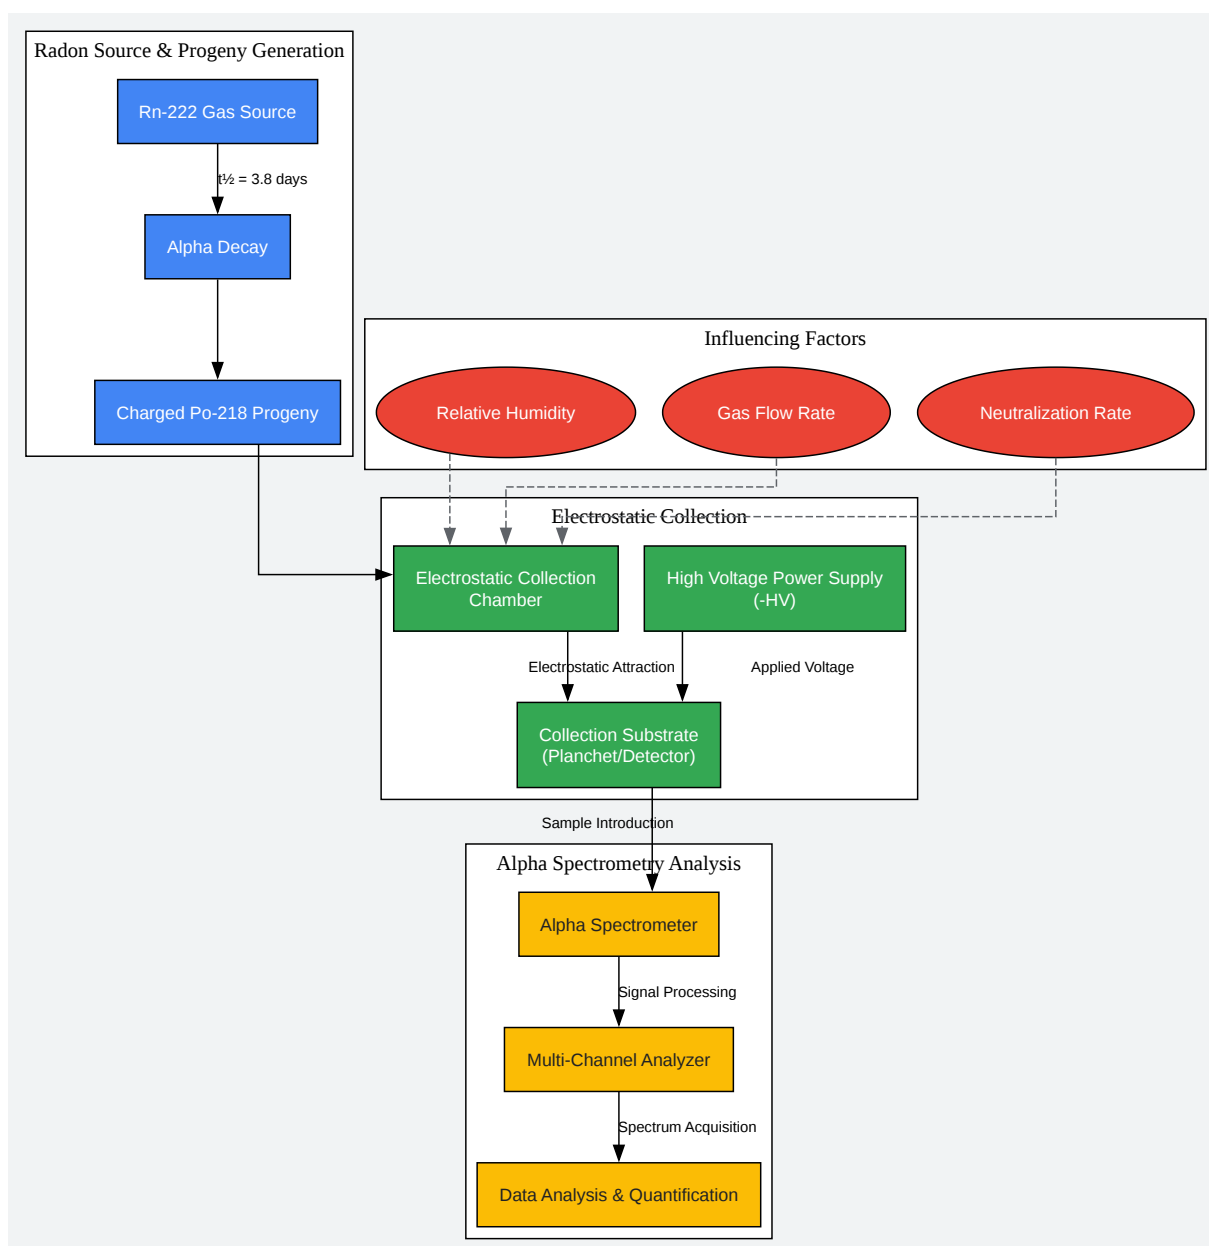 Radon Source & Progeny Generation
Rn-222 Gas Source
t½ = 3.8 days
Alpha Decay
Charged Po-218 Progeny
Influencing Factors
Relative Humidity
Gas Flow Rate
Neutralization Rate
Electrostatic Collection
Electrostatic Collection
Chamber
High Voltage Power Supply
(-HV)
Electrostatic Attraction
Applied Voltage
Collection Substrate
(Planchet/Detector)
Sample Introduction
Alpha Spectrometry Analysis
Alpha Spectrometer
Signal Processing
Multi-Channel Analyzer
Spectrum Acquisition
Data Analysis & Quantification